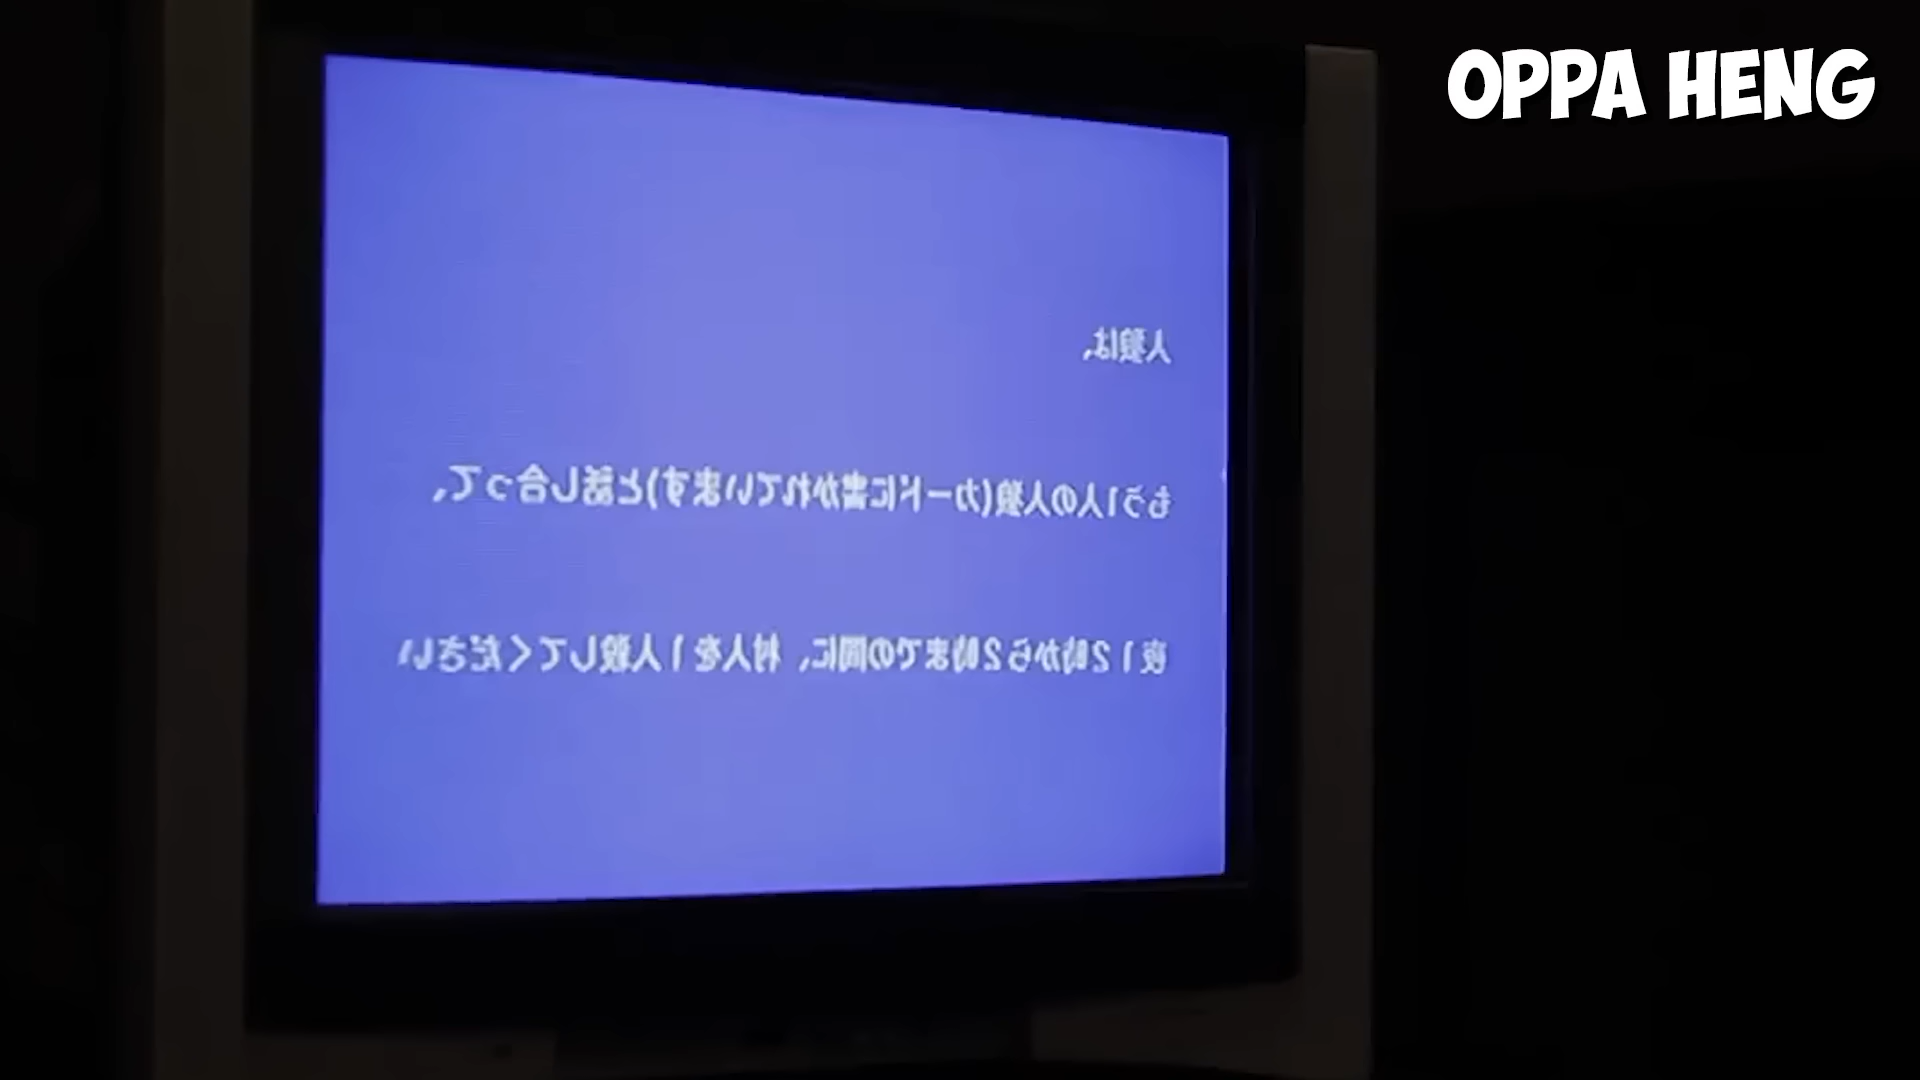 OPPA HENG
人狼は、
もう1人の人狼(カードに書かれています)と話し合って、
夜12時から2時までの間に、村人を1人殺してください